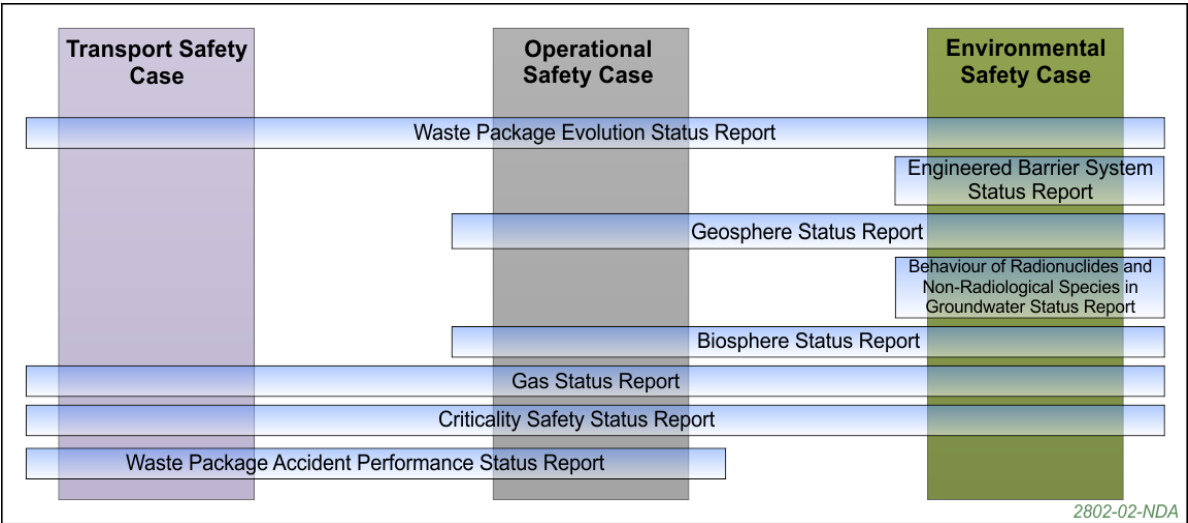 Transport Safety
Case
Operational
Safety Case
Environmental
Safety Case
Waste Package Evolution Status Report
Engineered Barrier System
Status Report
Geosphere Status Report
Behaviour of Radionuclides and
Non-Radiological Species in
Groundwater Status Report
Biosphere Status Report
Gas Status Report
Criticality Safety Status Report
Waste Package Accident Performance Status Report
2802-02-NDA